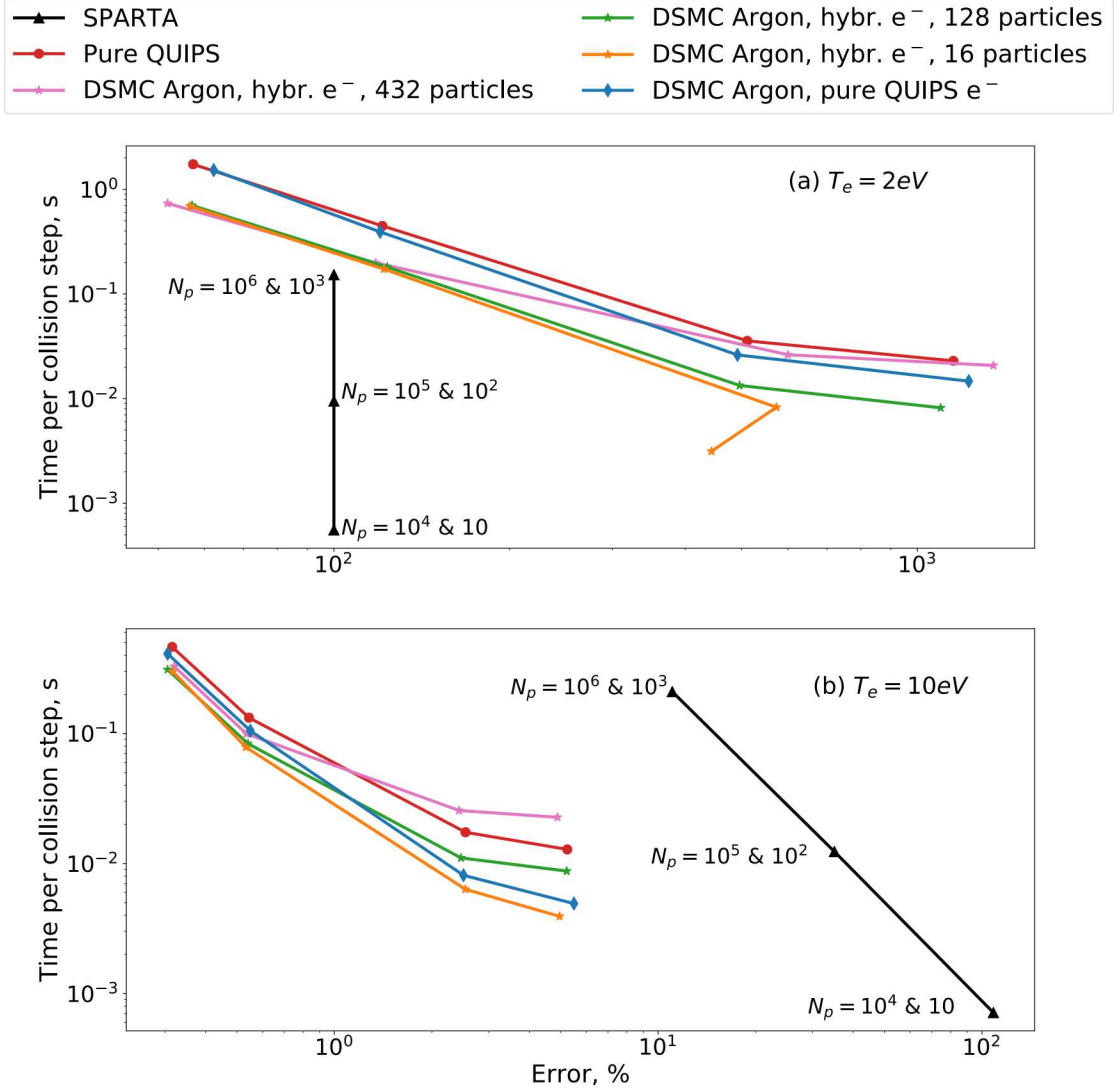 SPARTA
Pure QUIPS
DSMC Argon, hybr. e⁻, 432 particles
DSMC Argon, hybr. e⁻, 128 particles
DSMC Argon, hybr. e⁻, 16 particles
DSMC Argon, pure QUIPS e⁻
(a) Tₑ = 2eV
Time per collision step, s
10⁰
10⁻¹
10⁻²
10⁻³
Nₚ = 10⁶ & 10³
Nₚ = 10⁵ & 10²
Nₚ = 10⁴ & 10
10²
10³
(b) Tₑ = 10eV
Time per collision step, s
10⁻¹
10⁻²
10⁻³
Nₚ = 10⁶ & 10³
Nₚ = 10⁵ & 10²
Nₚ = 10⁴ & 10
10⁰
10¹
10²
Error, %